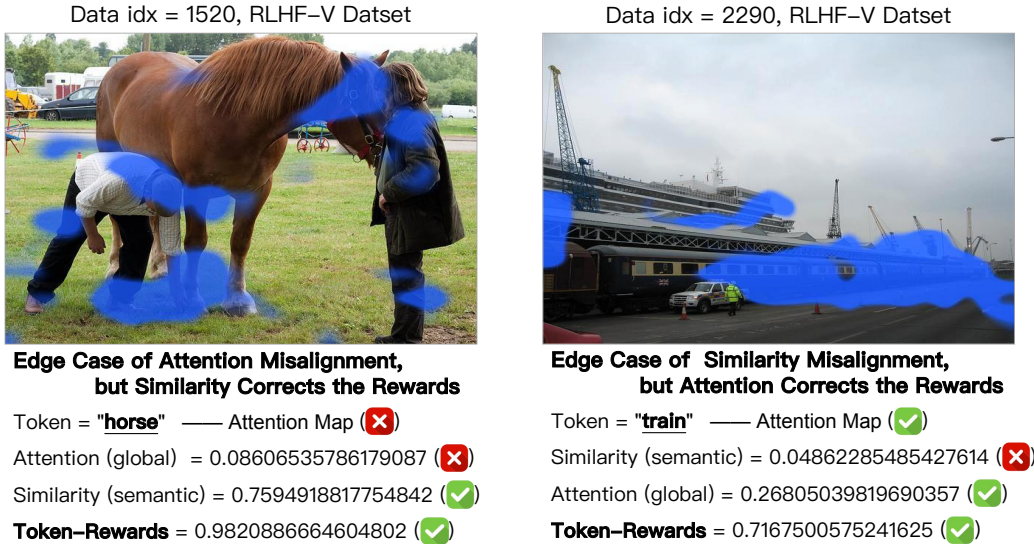 Data idx = 1520, RLHF-V Datset
Edge Case of Attention Misalignment,
but Similarity Corrects the Rewards
Token = "horse" —— Attention Map (❌)
Attention (global) = 0.08606535786179087 (❌)
Similarity (semantic) = 0.7594918817754842 (✅)
Token-Rewards = 0.9820886664604802 (✅)
Data idx = 2290, RLHF-V Datset
Edge Case of Similarity Misalignment,
but Attention Corrects the Rewards
Token = "train" —— Attention Map (✅)
Similarity (semantic) = 0.04862285485427614 (❌)
Attention (global) = 0.26805039819690357 (✅)
Token-Rewards = 0.7167500575241625 (✅)